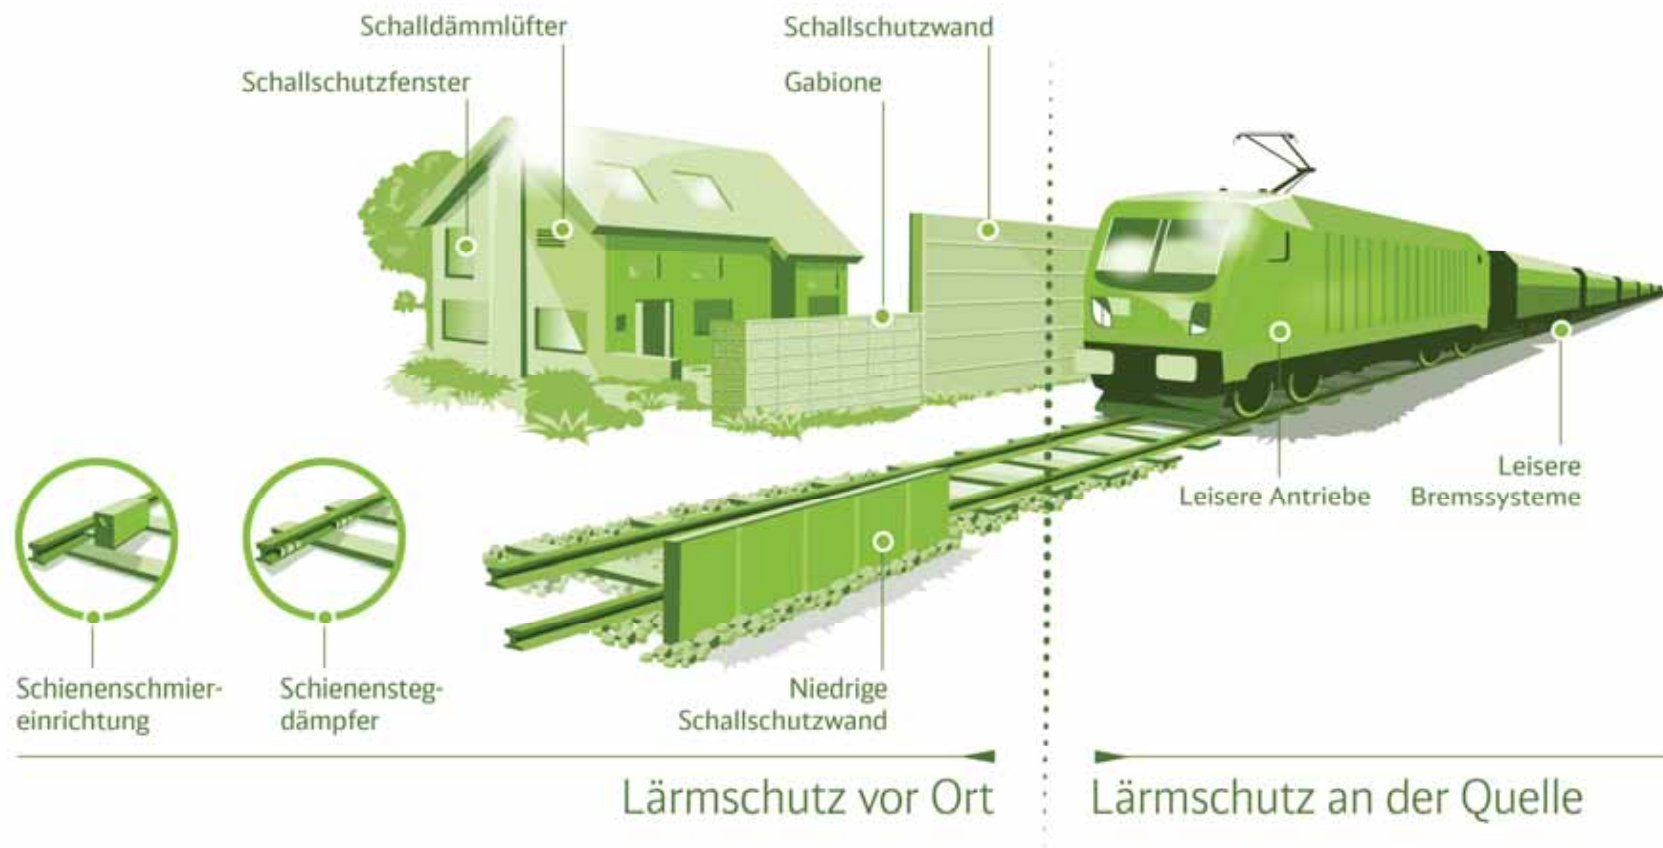 Schalldämmlüfter
Schallschutzwand
Schallschutzfenster
Gabione
Leisere
Bremssysteme
Leisere Antriebe
Schienenschmier-
einrichtung
Schienensteg-
dämpfer
Niedrige
Schallschutzwand
Lärmschutz vor Ort
Lärmschutz an der Quelle